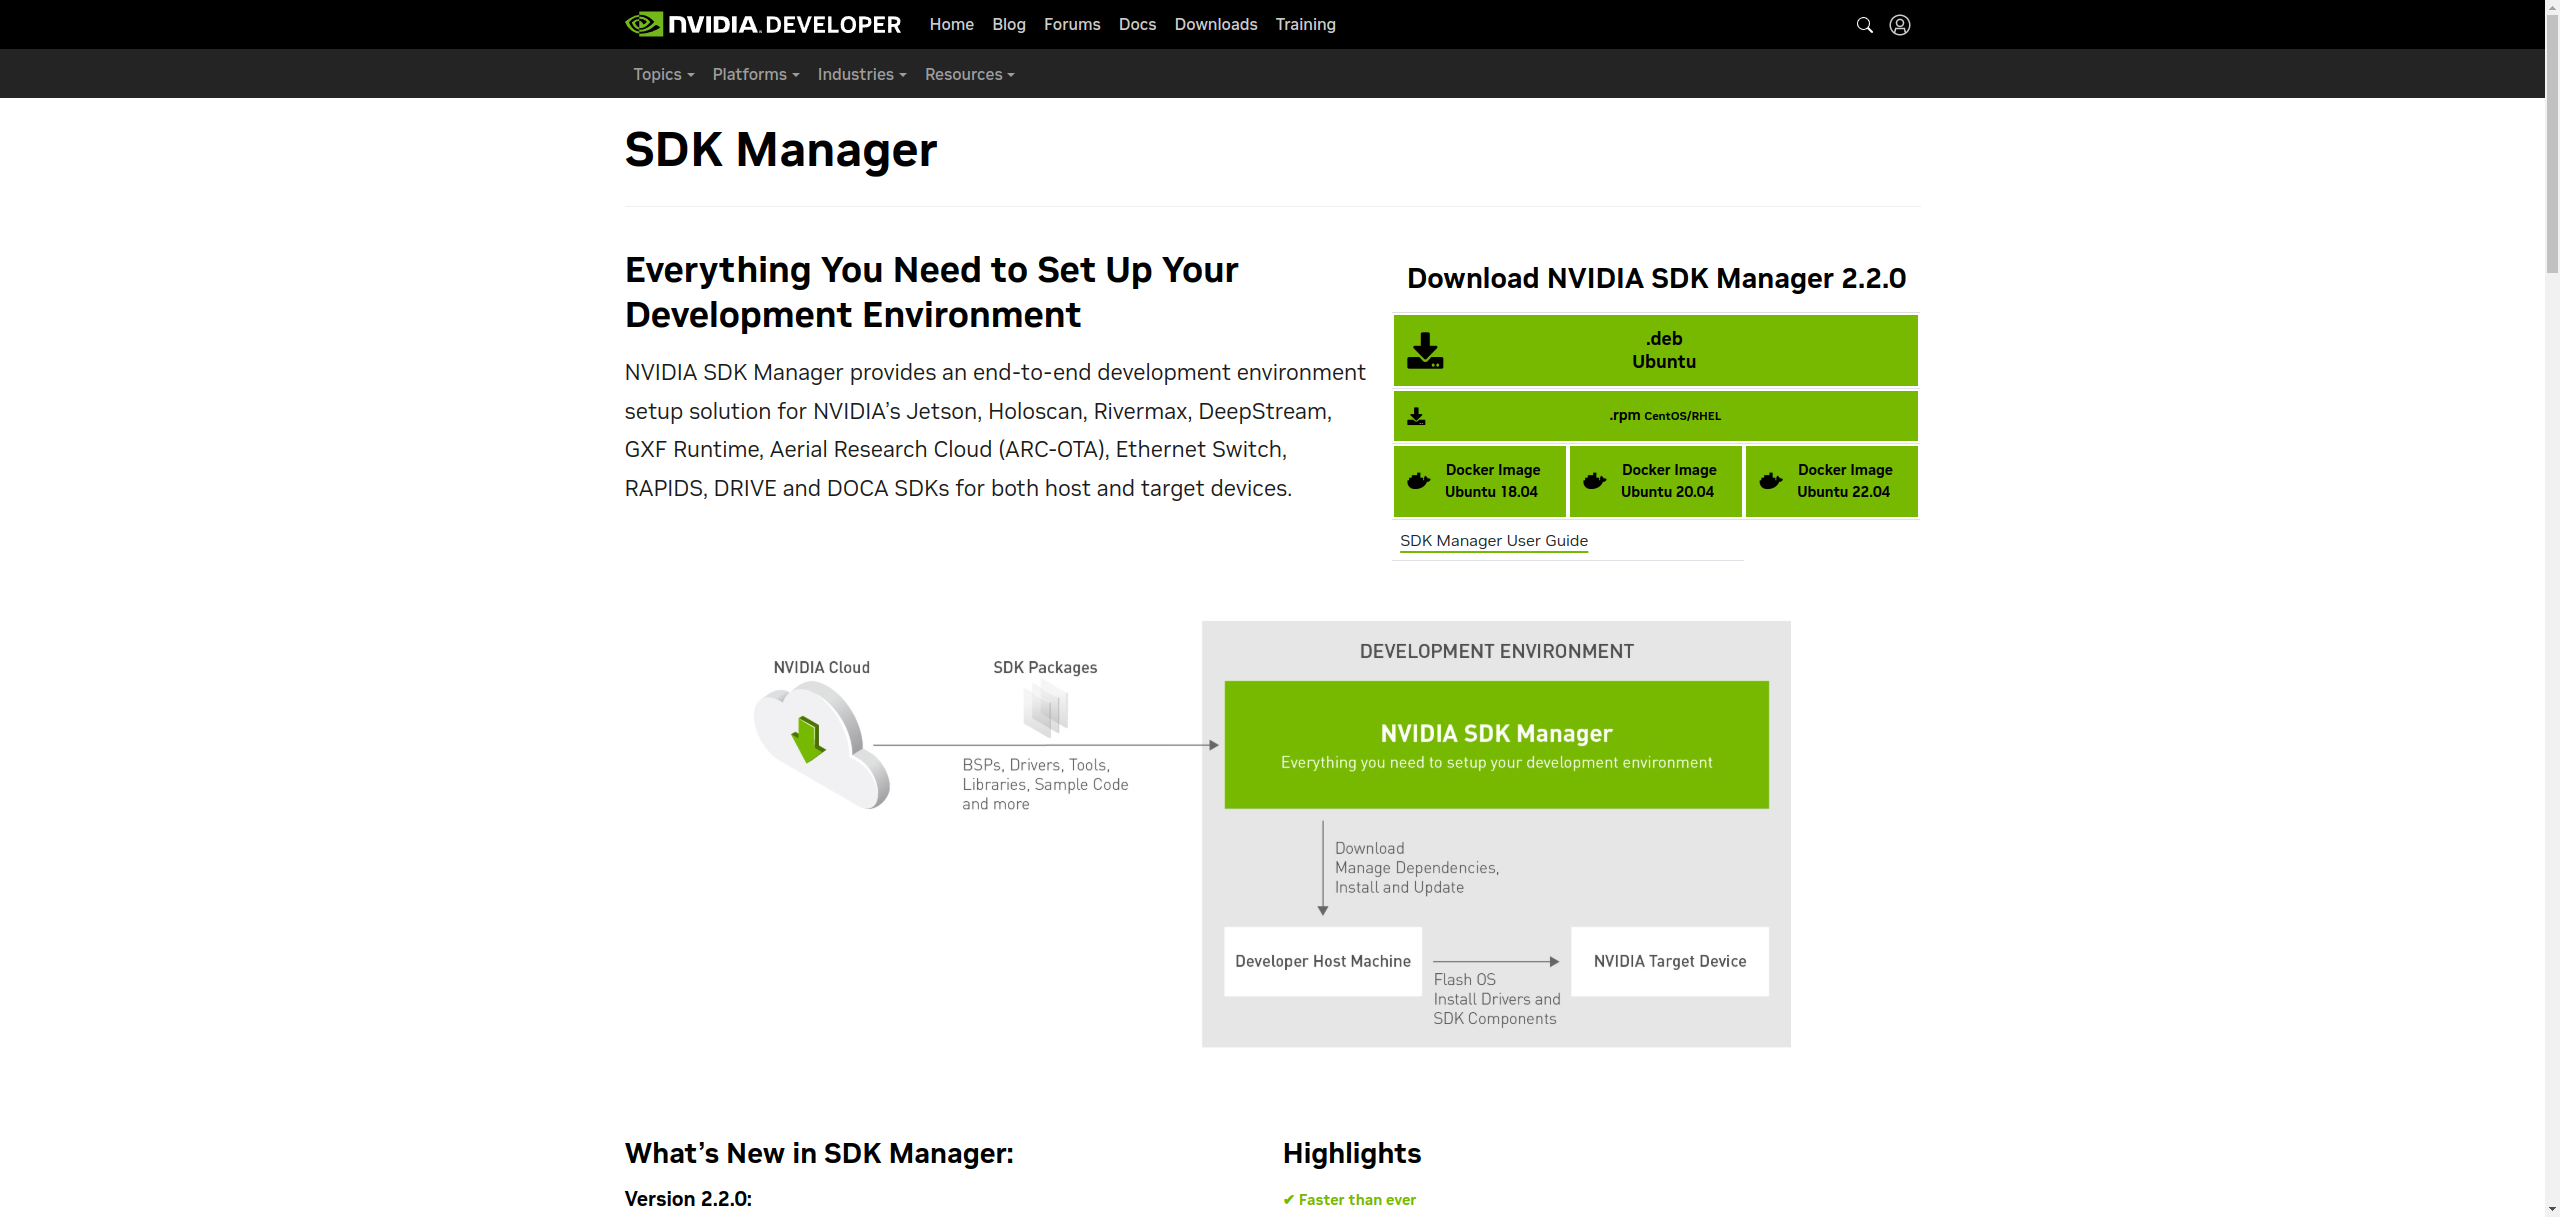 NVIDIA. DEVELOPER Home Blog Forums Docs Downloads Training
Topics Platforms Industries Resources
SDK Manager
Everything You Need to Set Up Your
Development Environment
NVIDIA SDK Manager provides an end-to-end development environment
setup solution for NVIDIA’s Jetson, Holoscan, Rivermax, DeepStream,
GXF Runtime, Aerial Research Cloud (ARC-OTA), Ethernet Switch,
RAPIDS, DRIVE and DOCA SDKs for both host and target devices.
Download NVIDIA SDK Manager 2.2.0
.deb
Ubuntu
.rpm CentOS/RHEL
Docker Image
Ubuntu 18.04
Docker Image
Ubuntu 20.04
Docker Image
Ubuntu 22.04
SDK Manager User Guide
NVIDIA Cloud
SDK Packages
BSPs, Drivers, Tools,
Libraries, Sample Code
and more
DEVELOPMENT ENVIRONMENT
NVIDIA SDK Manager
Everything you need to setup your development environment
Download
Manage Dependencies,
Install and Update
Developer Host Machine
Flash OS
Install Drivers and
SDK Components
NVIDIA Target Device
What’s New in SDK Manager:
Version 2.2.0:
Highlights
✔ Faster than ever